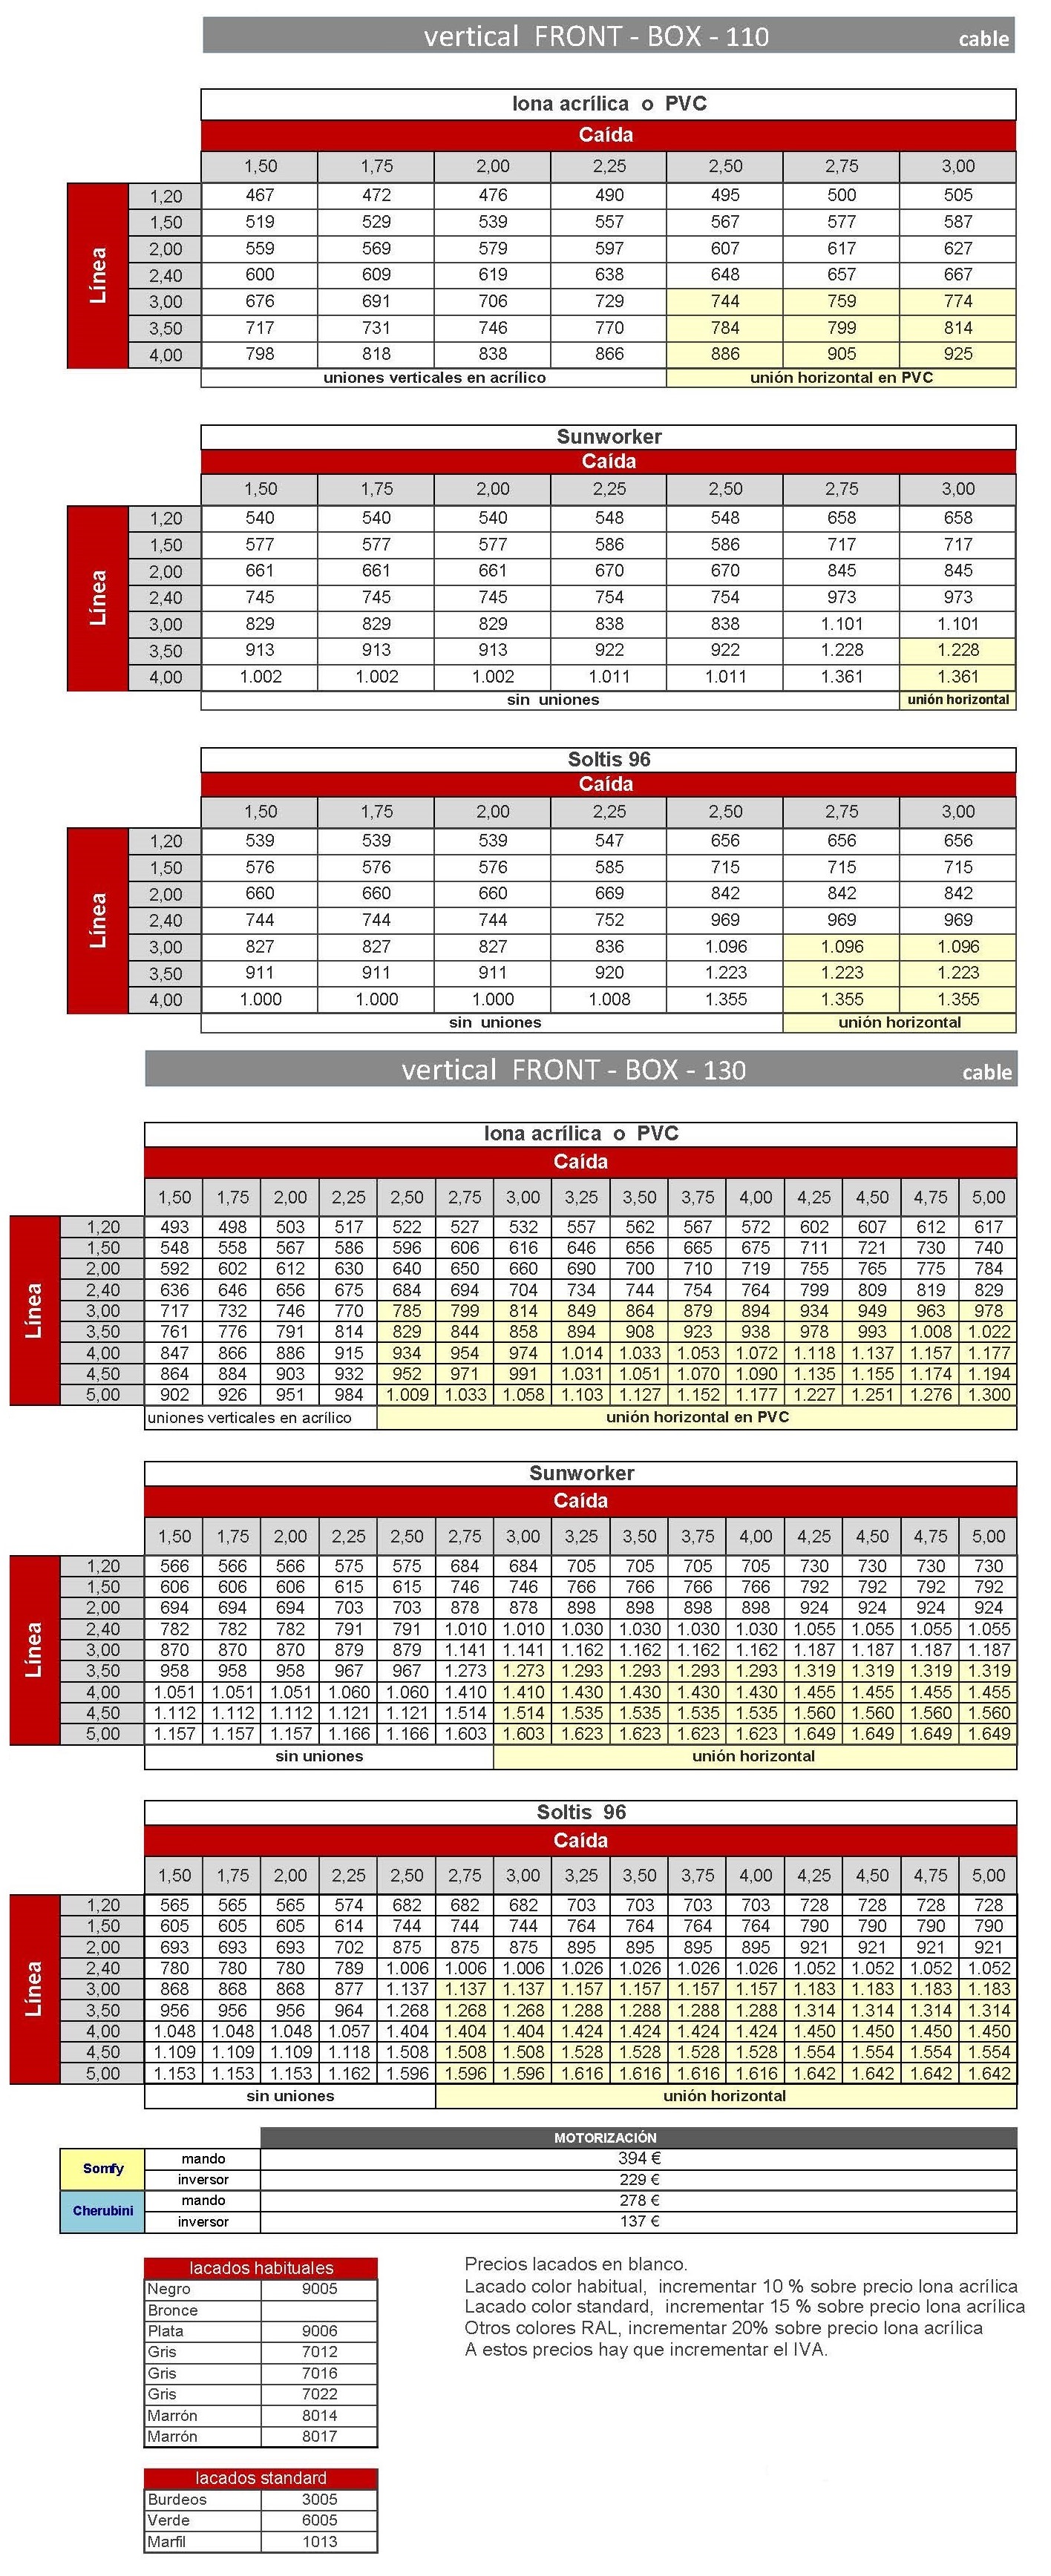 vertical FRONT - BOX - 110 cable
lona acrílica o PVC
Caída
1,50 1,75 2,00 2,25 2,50 2,75 3,00
Línea
1,20 467 472 476 490 495 500 505
1,50 519 529 539 557 567 577 587
2,00 559 569 579 597 607 617 627
2,40 600 609 619 638 648 657 667
3,00 676 691 706 729 744 759 774
3,50 717 731 746 770 784 799 814
4,00 798 818 838 866 886 905 925
uniones verticales en acrílico unión horizontal en PVC
Sunworker
Caída
1,50 1,75 2,00 2,25 2,50 2,75 3,00
Línea
1,20 540 540 540 548 548 658 658
1,50 577 577 577 586 586 717 717
2,00 661 661 661 670 670 845 845
2,40 745 745 745 754 754 973 973
3,00 829 829 829 838 838 1.101 1.101
3,50 913 913 913 922 922 1.228 1.228
4,00 1.002 1.002 1.002 1.011 1.011 1.361 1.361
sin uniones unión horizontal
Soltis 96
Caída
1,50 1,75 2,00 2,25 2,50 2,75 3,00
Línea
1,20 539 539 539 547 656 656 656
1,50 576 576 576 585 715 715 715
2,00 660 660 660 669 842 842 842
2,40 744 744 744 752 969 969 969
3,00 827 827 827 836 1.096 1.096 1.096
3,50 911 911 911 920 1.223 1.223 1.223
4,00 1.000 1.000 1.000 1.008 1.355 1.355 1.355
sin uniones unión horizontal
vertical FRONT - BOX - 130 cable
lona acrílica o PVC
Caída
1,50 1,75 2,00 2,25 2,50 2,75 3,00 3,25 3,50 3,75 4,00 4,25 4,50 4,75 5,00
Línea
1,20 493 498 503 517 522 527 532 557 562 567 572 602 607 612 617
1,50 548 558 567 586 596 606 616 646 656 665 675 711 721 730 740
2,00 592 602 612 630 640 650 660 690 700 710 719 755 765 775 784
2,40 636 646 656 675 684 694 704 734 744 754 764 799 809 819 829
3,00 717 732 746 770 785 799 814 849 864 879 894 934 949 963 978
3,50 761 776 791 814 829 844 858 894 908 923 938 978 993 1.008 1.022
4,00 847 866 886 915 934 954 974 1.014 1.033 1.053 1.072 1.118 1.137 1.157 1.177
4,50 864 884 903 932 952 971 991 1.031 1.051 1.070 1.090 1.135 1.155 1.174 1.194
5,00 902 926 951 984 1.009 1.033 1.058 1.103 1.127 1.152 1.177 1.227 1.251 1.276 1.300
uniones verticales en acrílico unión horizontal en PVC
Sunworker
Caída
1,50 1,75 2,00 2,25 2,50 2,75 3,00 3,25 3,50 3,75 4,00 4,25 4,50 4,75 5,00
Línea
1,20 566 566 566 575 575 684 684 705 705 705 705 730 730 730 730
1,50 606 606 606 615 615 746 746 766 766 766 766 792 792 792 792
2,00 694 694 694 703 703 878 878 898 898 898 898 924 924 924 924
2,40 782 782 782 791 791 1.010 1.010 1.030 1.030 1.030 1.030 1.055 1.055 1.055 1.055
3,00 870 870 870 879 879 1.141 1.141 1.162 1.162 1.162 1.162 1.187 1.187 1.187 1.187
3,50 958 958 958 967 967 1.273 1.273 1.293 1.293 1.293 1.293 1.319 1.319 1.319 1.319
4,00 1.051 1.051 1.051 1.060 1.060 1.410 1.410 1.430 1.430 1.430 1.430 1.455 1.455 1.455 1.455
4,50 1.112 1.112 1.112 1.121 1.121 1.514 1.514 1.535 1.535 1.535 1.535 1.560 1.560 1.560 1.560
5,00 1.157 1.157 1.157 1.166 1.166 1.603 1.603 1.623 1.623 1.623 1.623 1.649 1.649 1.649 1.649
sin uniones unión horizontal
Soltis 96
Caída
1,50 1,75 2,00 2,25 2,50 2,75 3,00 3,25 3,50 3,75 4,00 4,25 4,50 4,75 5,00
Línea
1,20 565 565 565 574 682 682 682 703 703 703 703 728 728 728 728
1,50 605 605 605 614 744 744 744 764 764 764 764 790 790 790 790
2,00 693 693 693 702 875 875 875 895 895 895 895 921 921 921 921
2,40 780 780 780 789 1.006 1.006 1.006 1.026 1.026 1.026 1.026 1.052 1.052 1.052 1.052
3,00 868 868 868 877 1.137 1.137 1.137 1.157 1.157 1.157 1.157 1.183 1.183 1.183 1.183
3,50 956 956 956 964 1.268 1.268 1.268 1.288 1.288 1.288 1.288 1.314 1.314 1.314 1.314
4,00 1.048 1.048 1.048 1.057 1.404 1.404 1.404 1.424 1.424 1.424 1.424 1.450 1.450 1.450 1.450
4,50 1.109 1.109 1.109 1.118 1.508 1.508 1.508 1.528 1.528 1.528 1.528 1.554 1.554 1.554 1.554
5,00 1.153 1.153 1.153 1.162 1.596 1.596 1.596 1.616 1.616 1.616 1.616 1.642 1.642 1.642 1.642
sin uniones unión horizontal
MOTORIZACIÓN
Somfy
mando 394 €
inversor 229 €
Cherubini
mando 278 €
inversor 137 €
lacados habituales
Negro 9005
Bronce
Plata 9006
Gris 7012
Gris 7016
Gris 7022
Marrón 8014
Marrón 8017
Precios lacados en blanco.
Lacado color habitual, incrementar 10 % sobre precio lona acrílica
Lacado color standard, incrementar 15 % sobre precio lona acrílica
Otros colores RAL, incrementar 20% sobre precio lona acrílica
A estos precios hay que incrementar el IVA.
lacados standard
Burdeos 3005
Verde 6005
Marfil 1013